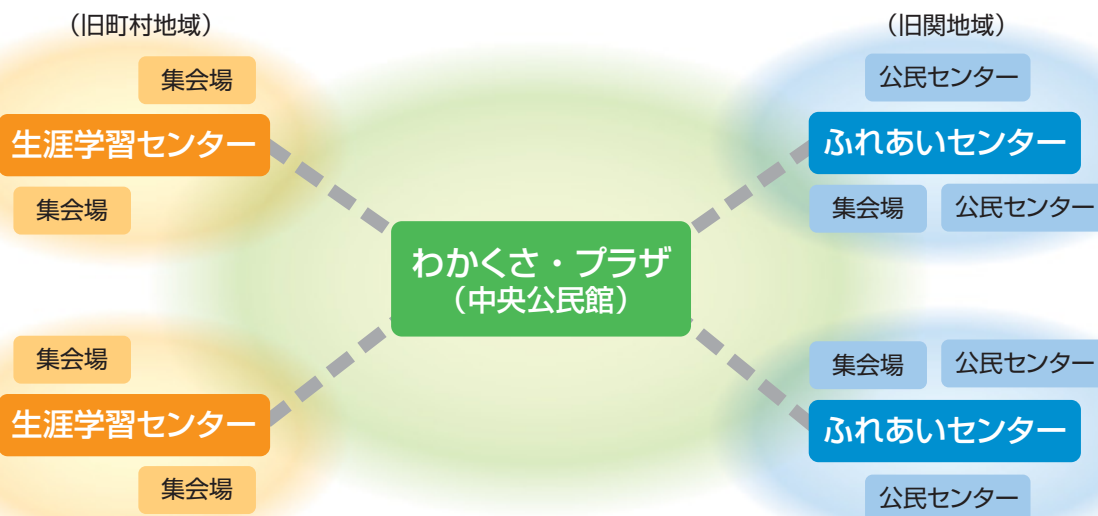 （旧町村地域）
集会場
生涯学習センター
集会場
（旧関地域）
公民センター
ふれあいセンター
集会場
公民センター
わかくさ・プラザ
（中央公民館）
集会場
生涯学習センター
集会場
集会場
公民センター
ふれあいセンター
公民センター